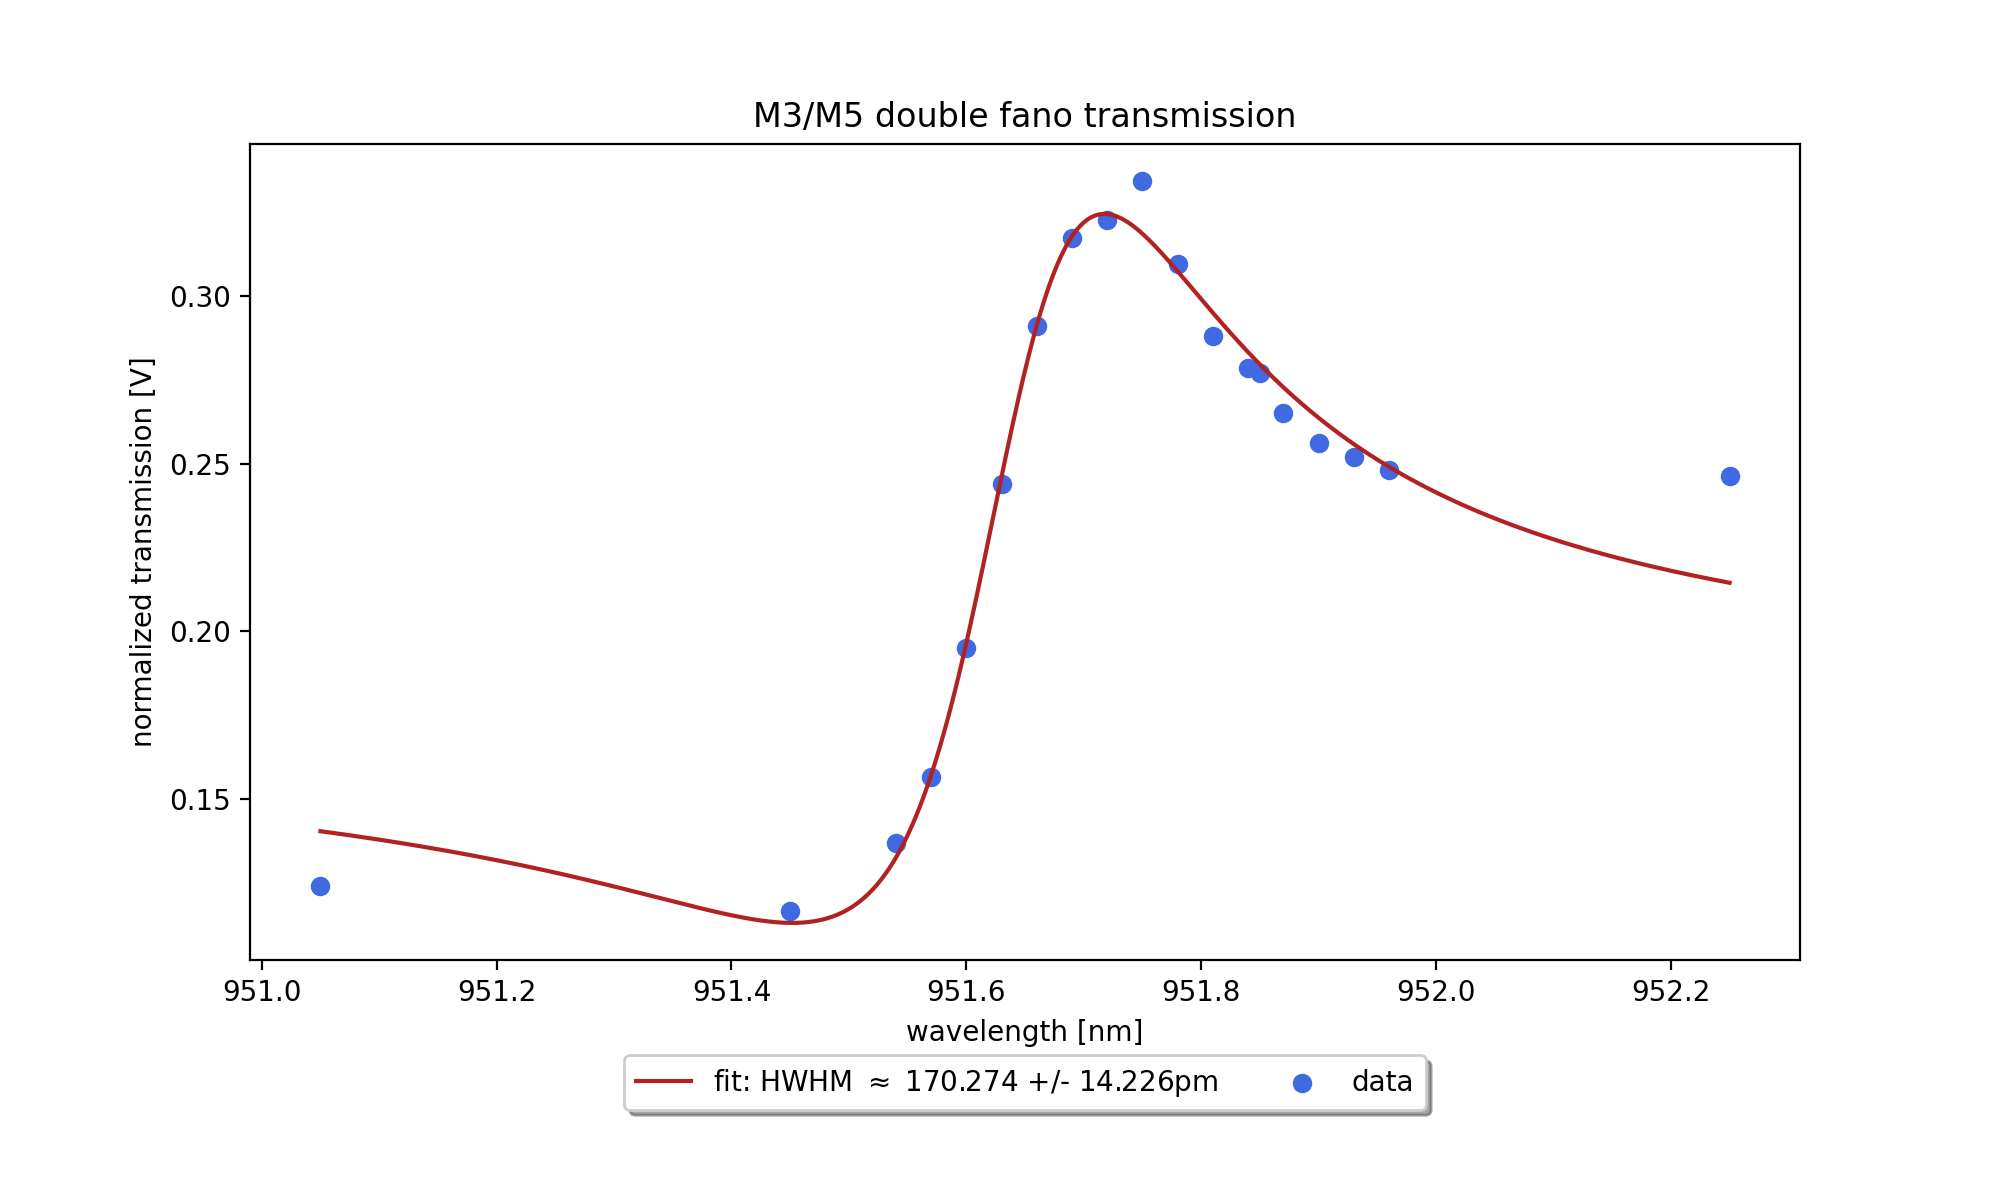 M3/M5 double fano transmission
normalized transmission [V]
0.30
0.25
0.20
0.15
951.0 951.2 951.4 951.6 951.8 952.0 952.2
wavelength [nm]
fit: HWHM ≈ 170.274 +/- 14.226pm data